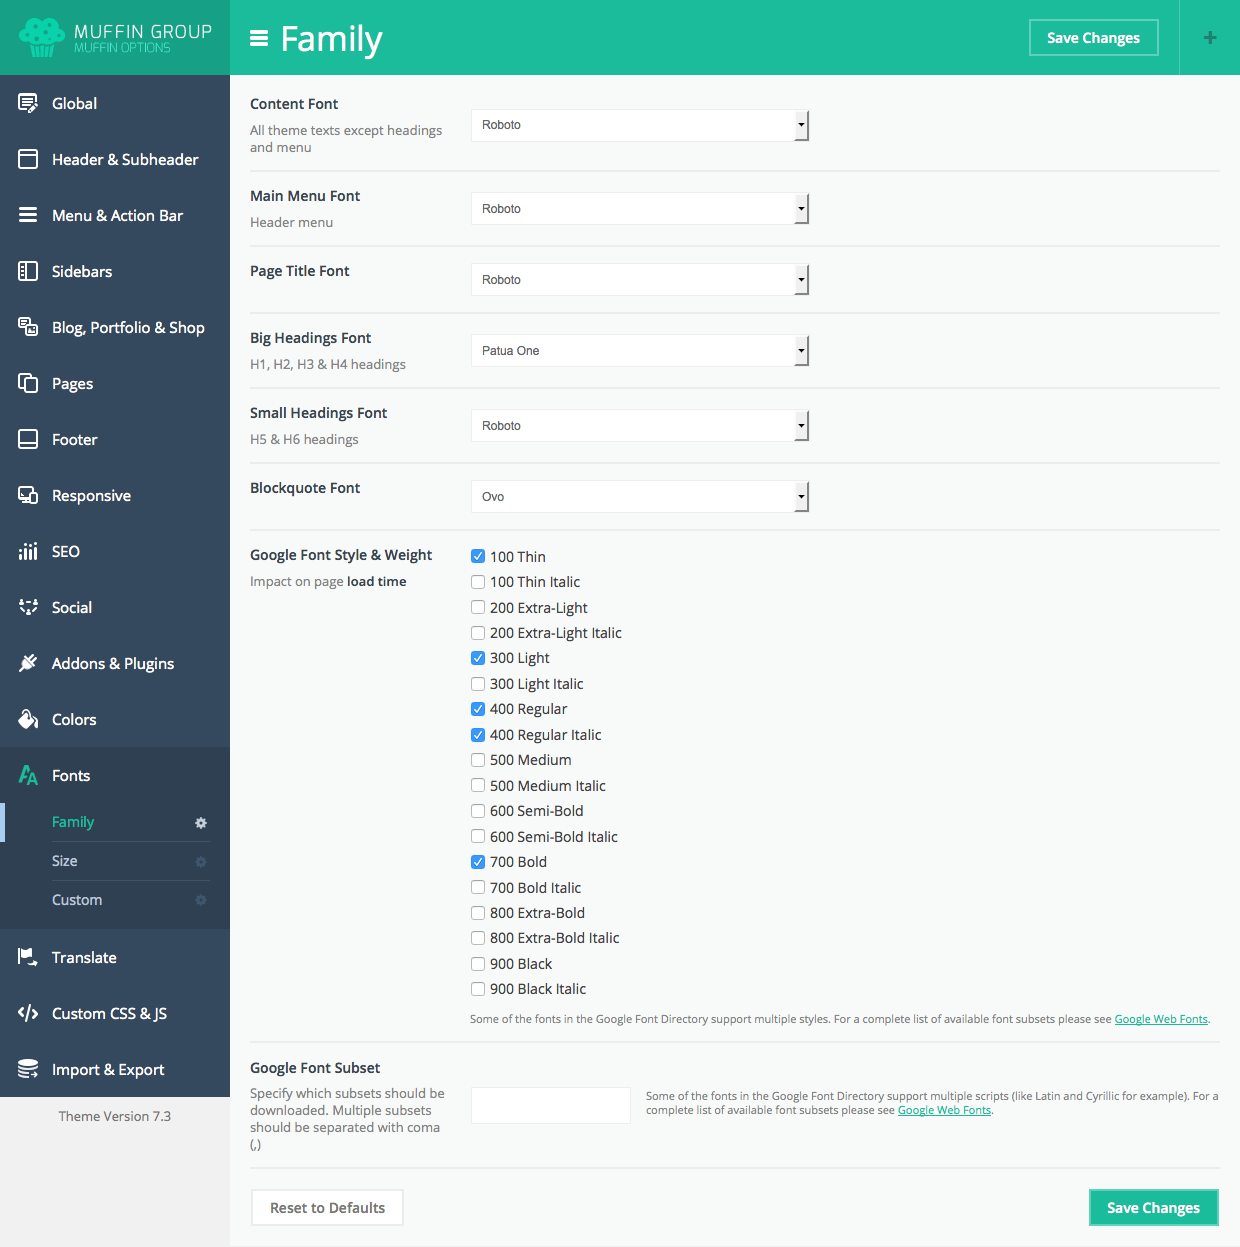 MUFFIN GROUP
MUFFIN OPTIONS
Family
Save Changes
+
Global
Header & Subheader
Menu & Action Bar
Sidebars
Blog, Portfolio & Shop
Pages
Footer
Responsive
SEO
Social
Addons & Plugins
Colors
Fonts
Family
Size
Custom
Translate
Custom CSS & JS
Import & Export
Theme Version 7.3
Content Font
All theme texts except headings
and menu
Roboto
Main Menu Font
Header menu
Roboto
Page Title Font
Roboto
Big Headings Font
H1, H2, H3 & H4 headings
Patua One
Small Headings Font
H5 & H6 headings
Roboto
Blockquote Font
Ovo
Google Font Style & Weight
Impact on page load time
100 Thin
100 Thin Italic
200 Extra-Light
200 Extra-Light Italic
300 Light
300 Light Italic
400 Regular
400 Regular Italic
500 Medium
500 Medium Italic
600 Semi-Bold
600 Semi-Bold Italic
700 Bold
700 Bold Italic
800 Extra-Bold
800 Extra-Bold Italic
900 Black
900 Black Italic
Some of the fonts in the Google Font Directory support multiple styles. For a complete list of available font subsets please see Google Web Fonts.
Google Font Subset
Specify which subsets should be
downloaded. Multiple subsets
should be separated with coma
(,)
Some of the fonts in the Google Font Directory support multiple scripts (like Latin and Cyrillic for example). For a
complete list of available font subsets please see Google Web Fonts.
Reset to Defaults
Save Changes